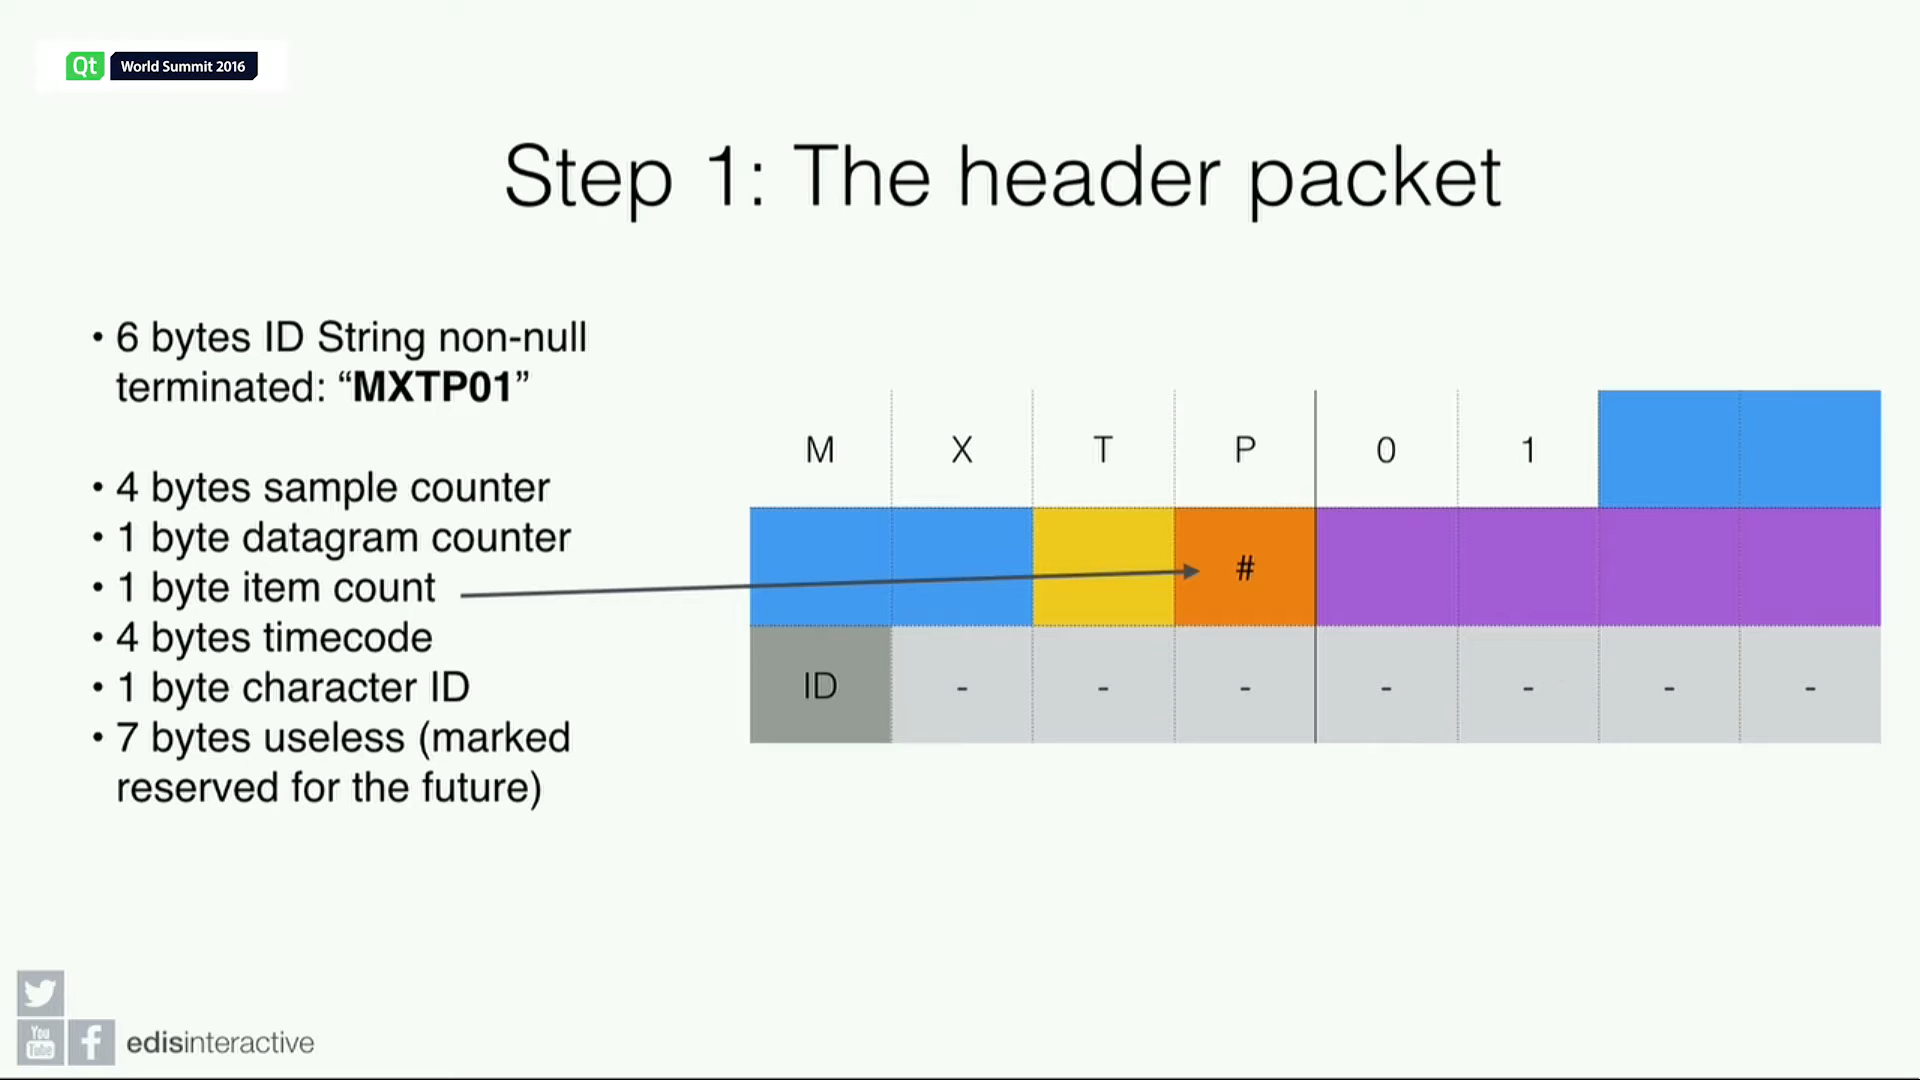 Qt World Summit 2016
Step 1: The header packet
• 6 bytes ID String non-null
terminated: “MXTP01”
• 4 bytes sample counter
• 1 byte datagram counter
• 1 byte item count
• 4 bytes timecode
• 1 byte character ID
• 7 bytes useless (marked
reserved for the future)
M X T P 0 1
#
ID - - - - - - -
You
Tube f edisinteractive